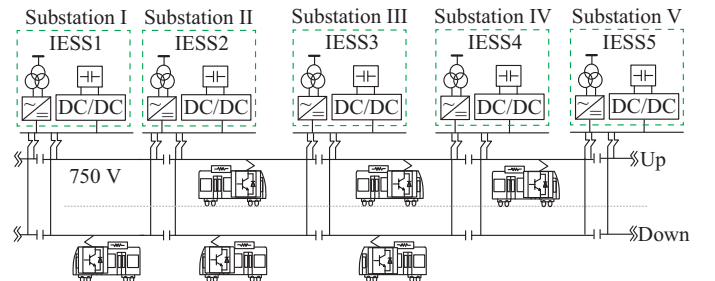 Substation I Substation II Substation III Substation IV Substation V
IESS1 IESS2 IESS3 IESS4 IESS5
DC/DC DC/DC DC/DC DC/DC DC/DC
750 V
Up
Down